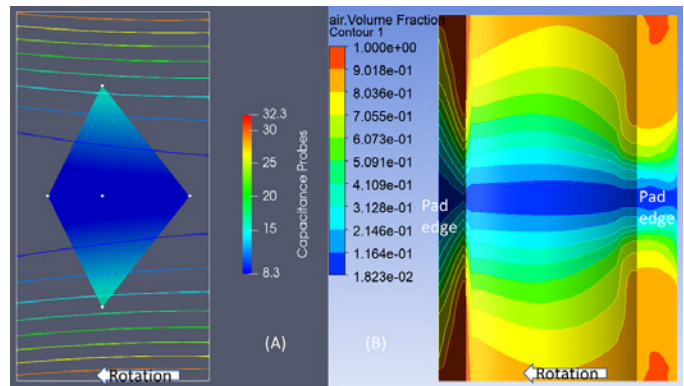 32.3
30
25
20
15
8.3
Capacitance Probes
(A)
Rotation
air.Volume Fraction
Contour 1
1.000e+00
9.018e-01
8.036e-01
7.055e-01
6.073e-01
5.091e-01
4.109e-01
3.128e-01
2.146e-01
1.164e-01
1.823e-02
(B)
Pad
edge
Pad
edge
Rotation